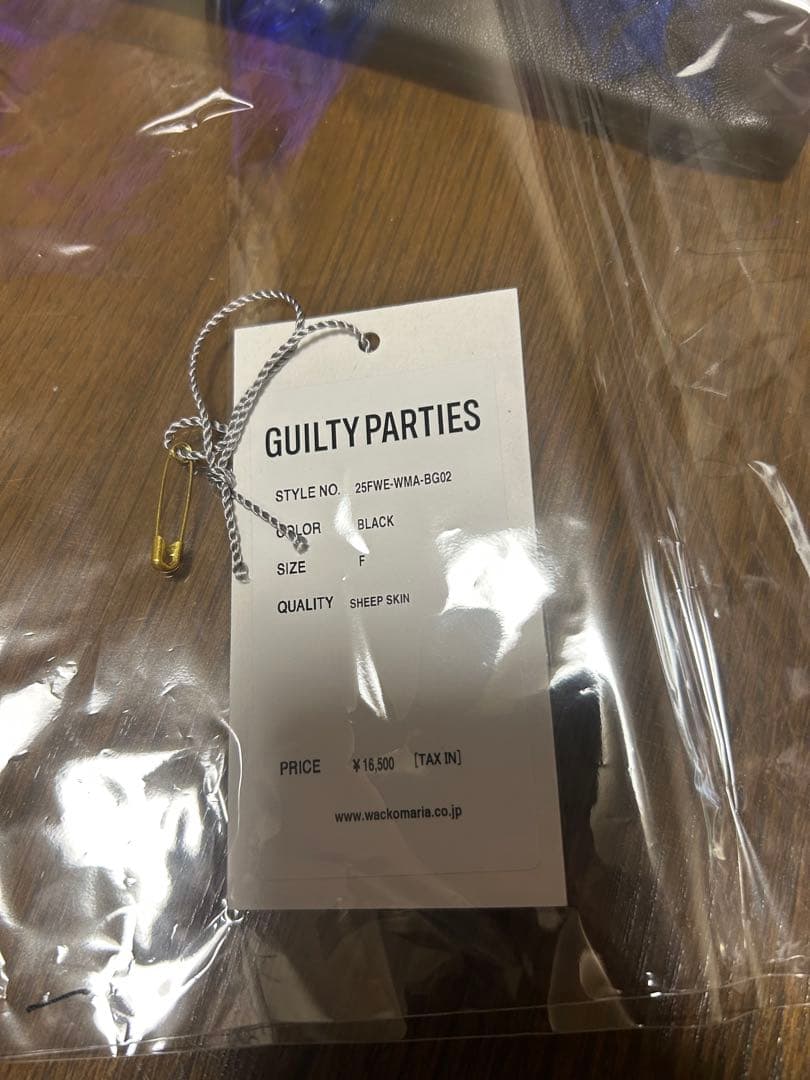 GUILTY PARTIES
STYLE NO. 25FWE-WMA-BG02
COLOR BLACK
SIZE F
QUALITY SHEEP SKIN
PRICE ¥16,500 [TAX IN]
www.wackomaria.co.jp